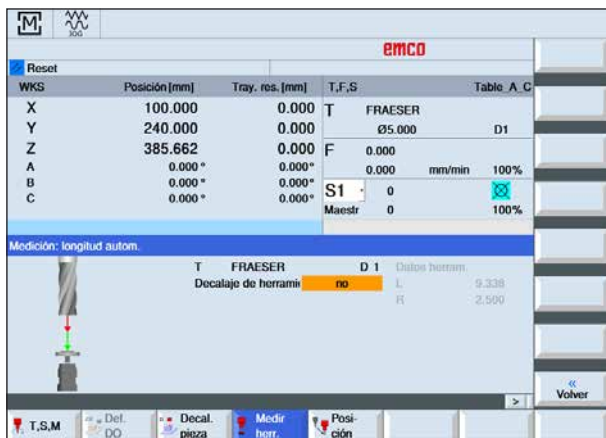 M
JOG
emco
Reset
WKS Posición [mm] Tray. res. [mm] T,F,S Table_A_C
X 100.000 0.000 T FRAESER
Y 240.000 0.000 Ø5.000 D1
Z 385.662 0.000 F 0.000
A 0.000 ° 0.000° 0.000 mm/min 100%
B 0.000 ° 0.000° S1 0
C 0.000 ° 0.000° Maestr 0 100%
Medición: longitud autom.
T FRAESER D 1 Datos herram.
Decalaje de herrami no L 9.338
R 2.500
>
«
Volver
T,S,M Def. DO Decal. pieza Medir herr. Posi- ción